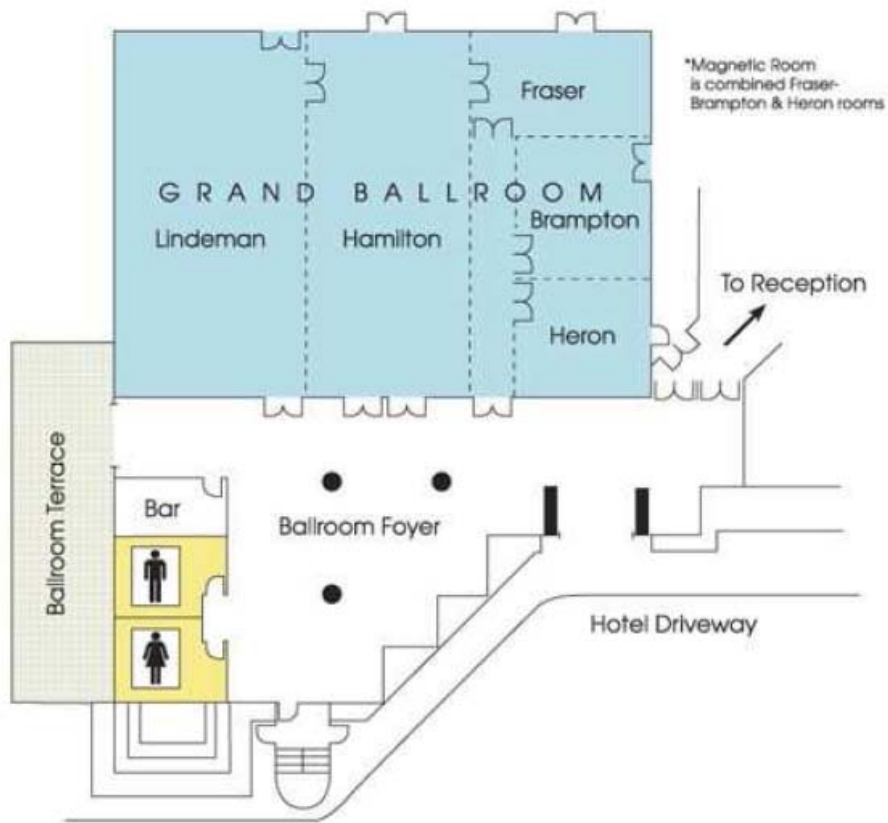 Fraser
*Magnetic Room
is combined Fraser-
Brampton & Heron rooms
GRAND BALLROOM
Lindeman
Hamilton
Brampton
To Reception
Heron
Ballroom Terrace
Bar
Ballroom Foyer
Hotel Driveway